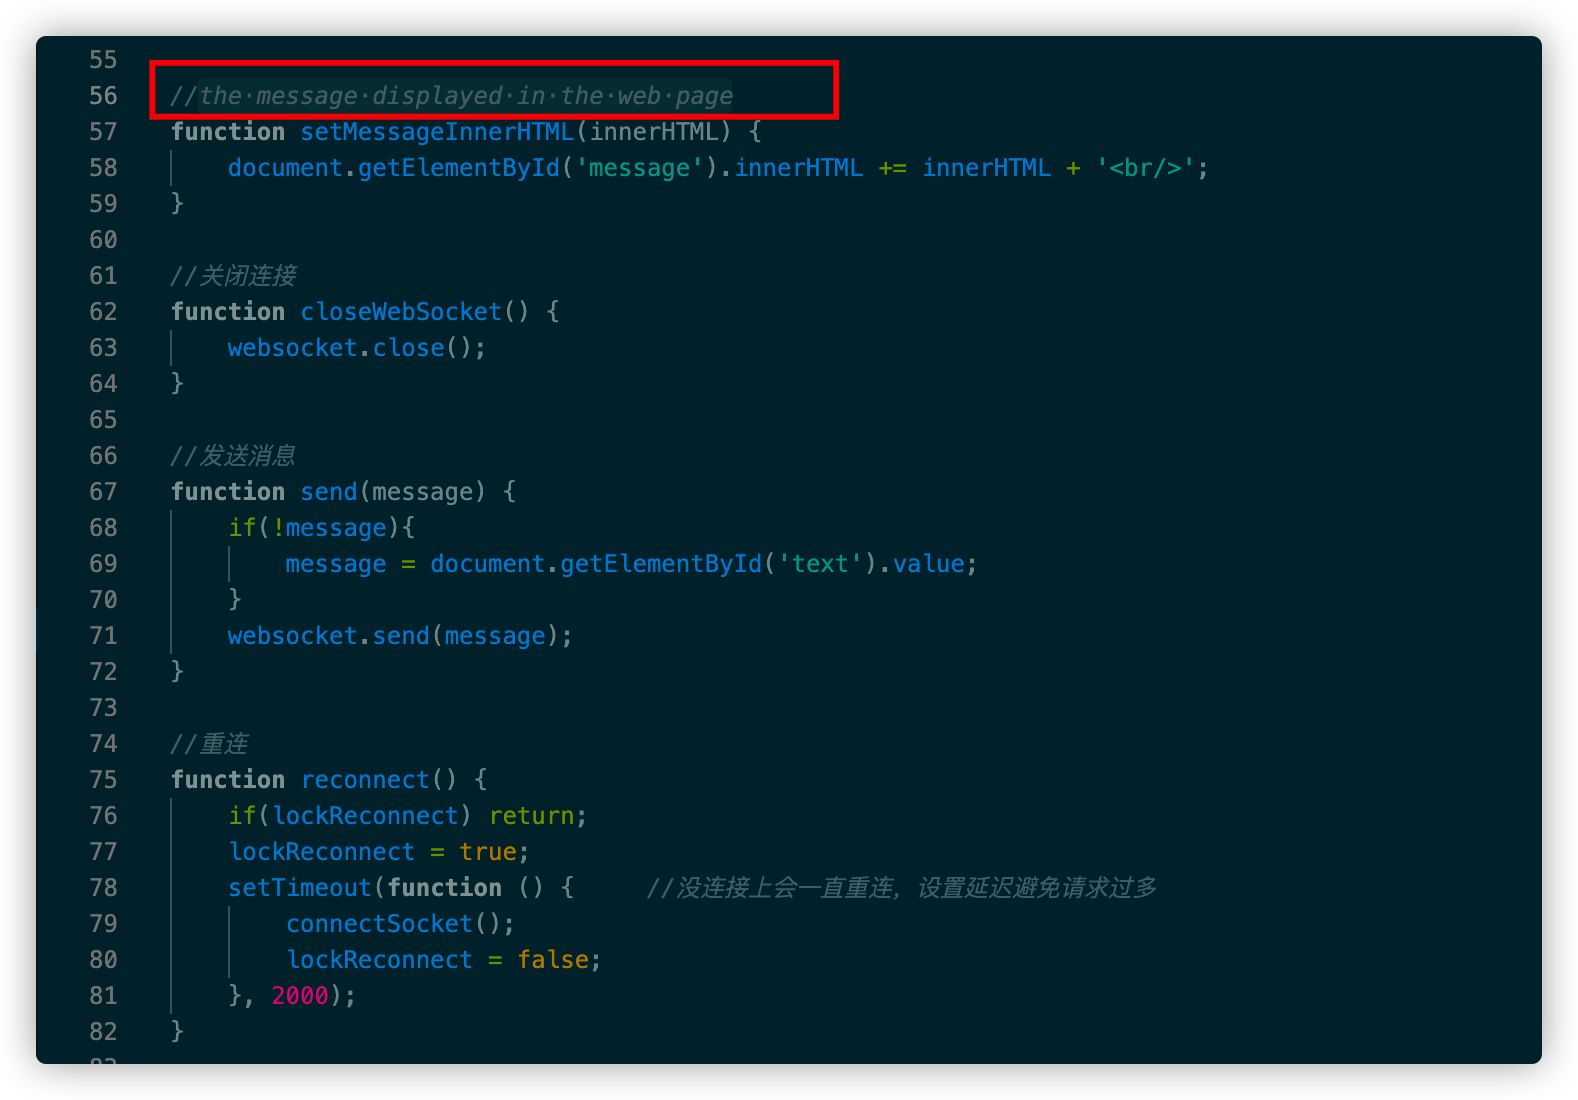 55
56 //the·message·displayed·in·the·web·page
57 function setMessageInnerHTML(innerHTML) {
58 document.getElementById('message').innerHTML += innerHTML + '<br/>';
59 }
60
61 //关闭连接
62 function closeWebSocket() {
63 websocket.close();
64 }
65
66 //发送消息
67 function send(message) {
68 if(!message){
69 message = document.getElementById('text').value;
70 }
71 websocket.send(message);
72 }
73
74 //重连
75 function reconnect() {
76 if(lockReconnect) return;
77 lockReconnect = true;
78 setTimeout(function () { //没连接上会一直重连，设置延迟避免请求过多
79 connectSocket();
80 lockReconnect = false;
81 }, 2000);
82 }